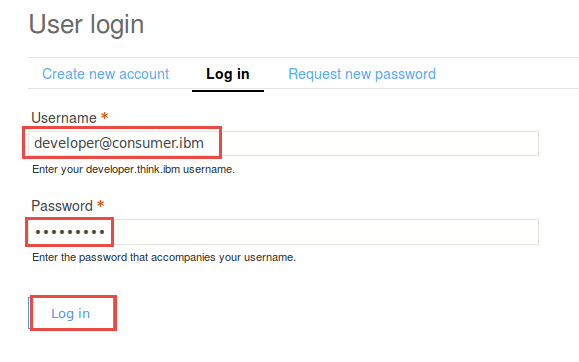 User login
Create new account Log in Request new password
Username *
developer@consumer.ibm
Enter your developer.think.ibm username.
Password *
•••••••••
Enter the password that accompanies your username.
Log in